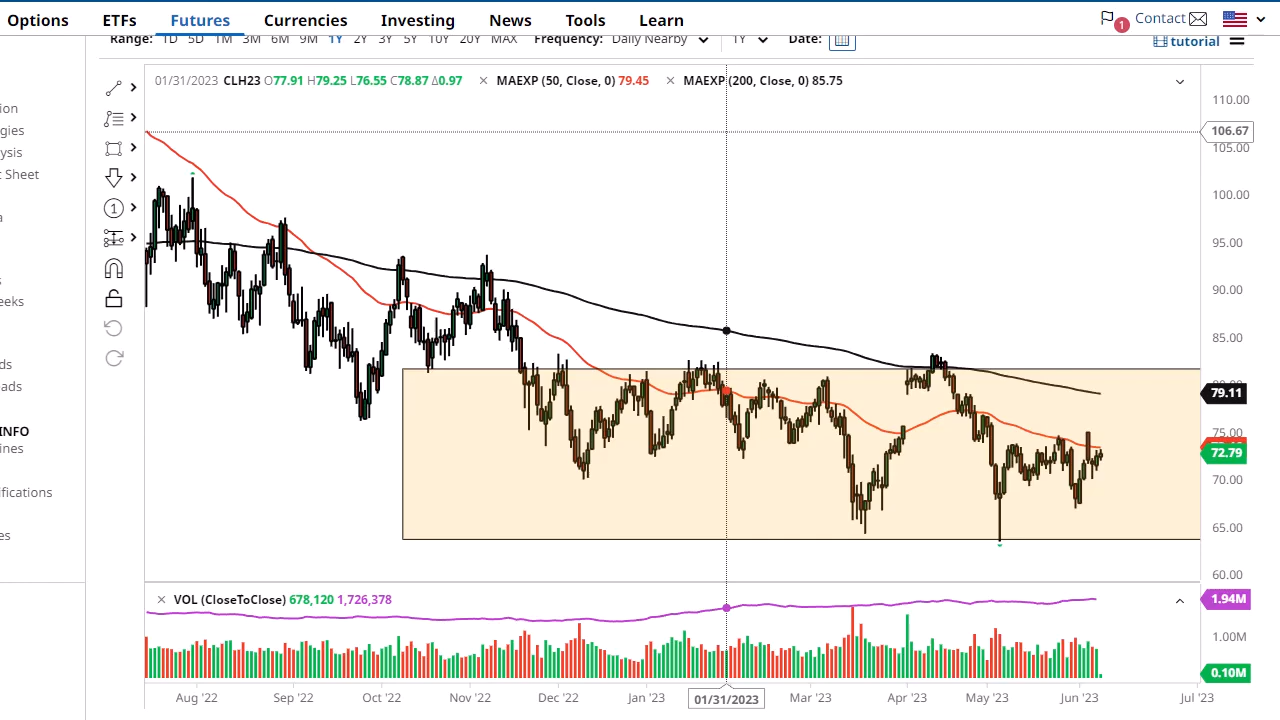 Options ETFs Futures Currencies Investing News Tools Learn 1 Contact
Range: 1D 5D 1M 3M 6M 9M 1Y 2Y 3Y 5Y 10Y 20Y MAX Frequency: Daily Nearby 1Y Date: tutorial
01/31/2023 CLH23 O77.91 H79.25 L76.55 C78.87 Δ0.97 × MAEXP (50, Close, 0) 79.45 × MAEXP (200, Close, 0) 85.75
ion
gies
ysis
t Sheet
a
s
eeks
ds
eads
INFO
nes
ifications
es
1
110.00
106.67
105.00
100.00
95.00
90.00
85.00
80.00
79.11
75.00
72.79
70.00
65.00
60.00
× VOL (CloseToClose) 678,120 1,726,378
1.94M
1.00M
0.10M
Aug '22 Sep '22 Oct '22 Nov '22 Dec '22 Jan '23 01/31/2023 Mar '23 Apr '23 May '23 Jun '23 Jul '23